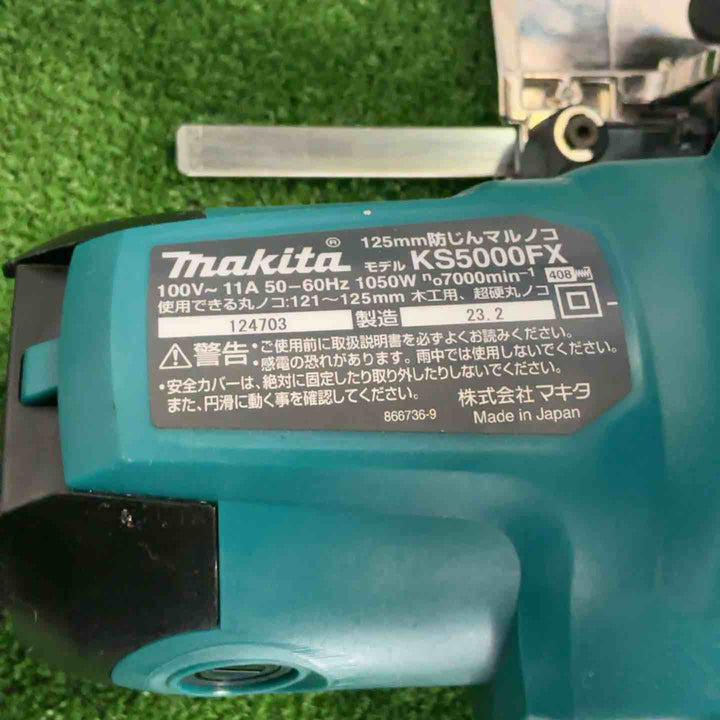 makita® 125mm防じんマルノコ
モデル KS5000FX
100V～ 11A 50-60Hz 1050W n₀7000min⁻¹ 408
使用できる丸ノコ:121～125mm 木工用、超硬丸ノコ
124703 製造 23.2
⚠警告 ・ご使用前に取扱説明書を必ずよくお読みください。
・感電の恐れがあります。雨中では使用しないでください。
・安全カバーは、絶対に固定したり取り外したりしないでください。
また、円滑に動く事を確認してください。
株式会社マキタ
866736-9 Made in Japan